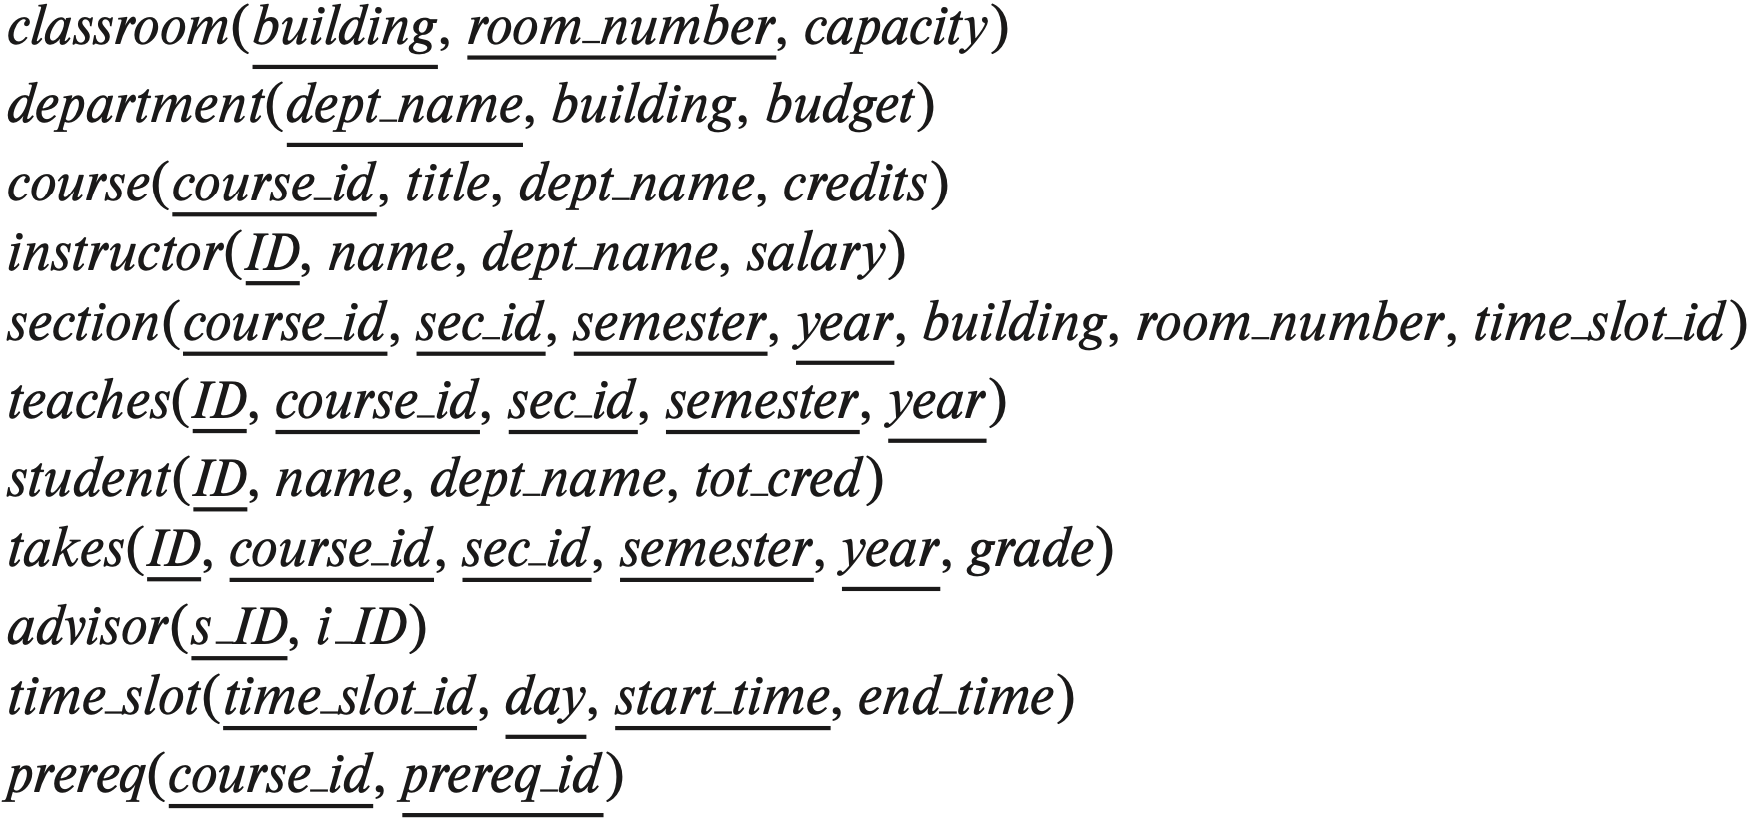 classroom(building, room_number, capacity)
department(dept_name, building, budget)
course(course_id, title, dept_name, credits)
instructor(ID, name, dept_name, salary)
section(course_id, sec_id, semester, year, building, room_number, time_slot_id)
teaches(ID, course_id, sec_id, semester, year)
student(ID, name, dept_name, tot_cred)
takes(ID, course_id, sec_id, semester, year, grade)
advisor(s_ID, i_ID)
time_slot(time_slot_id, day, start_time, end_time)
prereq(course_id, prereq_id)